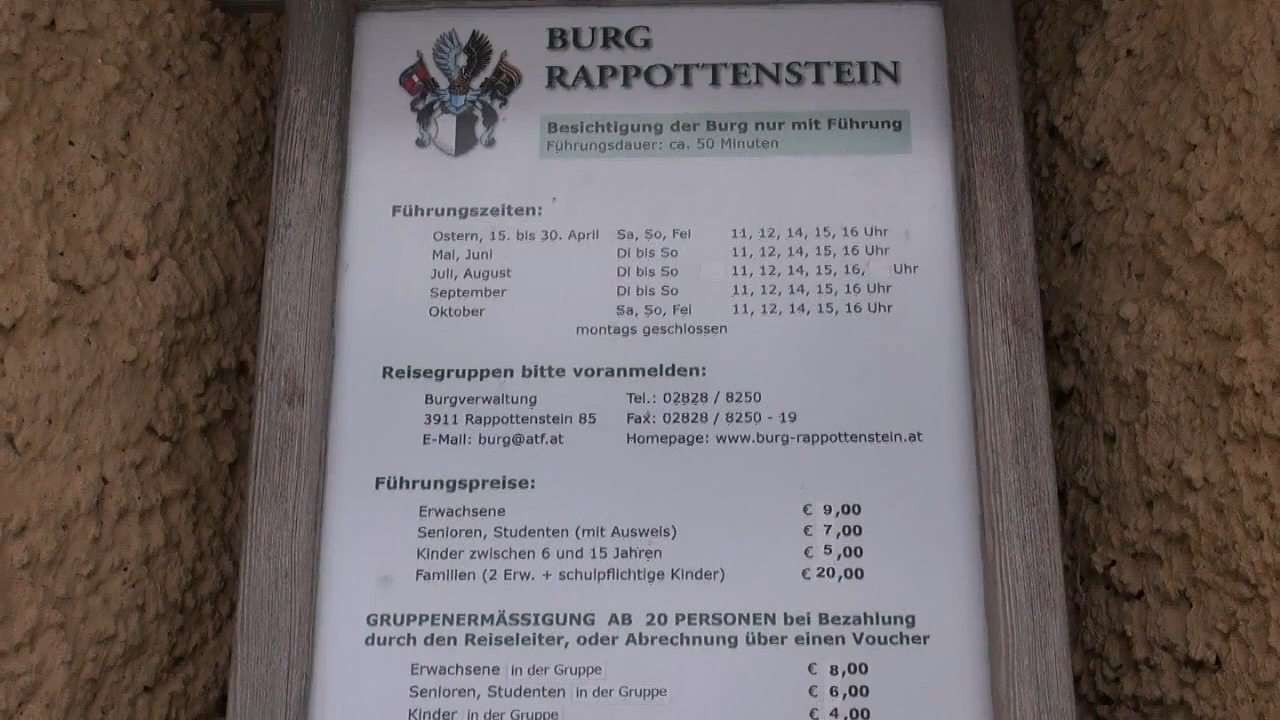 BURG
RAPPOTTENSTEIN
Besichtigung der Burg nur mit Führung
Führungsdauer: ca. 50 Minuten
Führungszeiten:
Ostern, 15. bis 30. April Sa, So, Fei 11, 12, 14, 15, 16 Uhr
Mai, Juni Di bis So 11, 12, 14, 15, 16 Uhr
Juli, August Di bis So 11, 12, 14, 15, 16, Uhr
September Di bis So 11, 12, 14, 15, 16 Uhr
Oktober Sa, So, Fei 11, 12, 14, 15, 16 Uhr
montags geschlossen
Reisegruppen bitte voranmelden:
Burgverwaltung Tel.: 02828 / 8250
3911 Rappottenstein 85 Fax: 02828 / 8250 - 19
E-Mail: burg@atf.at Homepage: www.burg-rappottenstein.at
Führungspreise:
Erwachsene € 9,00
Senioren, Studenten (mit Ausweis) € 7,00
Kinder zwischen 6 und 15 Jahren € 5,00
Familien (2 Erw. + schulpflichtige Kinder) € 20,00
GRUPPENERMÄSSIGUNG AB 20 PERSONEN bei Bezahlung
durch den Reiseleiter, oder Abrechnung über einen Voucher
Erwachsene in der Gruppe € 8,00
Senioren, Studenten in der Gruppe € 6,00
Kinder in der Gruppe € 4,00